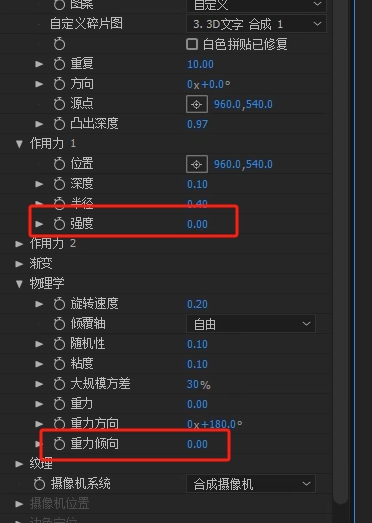 图案 自定义
自定义碎片图 3. 3D文字 合成 1
白色拼贴已修复
重复 10.00
方向 0x+0.0°
源点 960.0,540.0
凸出深度 0.97
作用力 1
位置 960.0,540.0
深度 0.10
半径 0.40
强度 0.00
作用力 2
渐变
物理学
旋转速度 0.20
倾覆轴 自由
随机性 0.10
粘度 0.10
大规模方差 30%
重力 0.00
重力方向 0x+180.0°
重力倾向 0.00
纹理
摄像机系统 合成摄像机
摄像机位置
边角定位